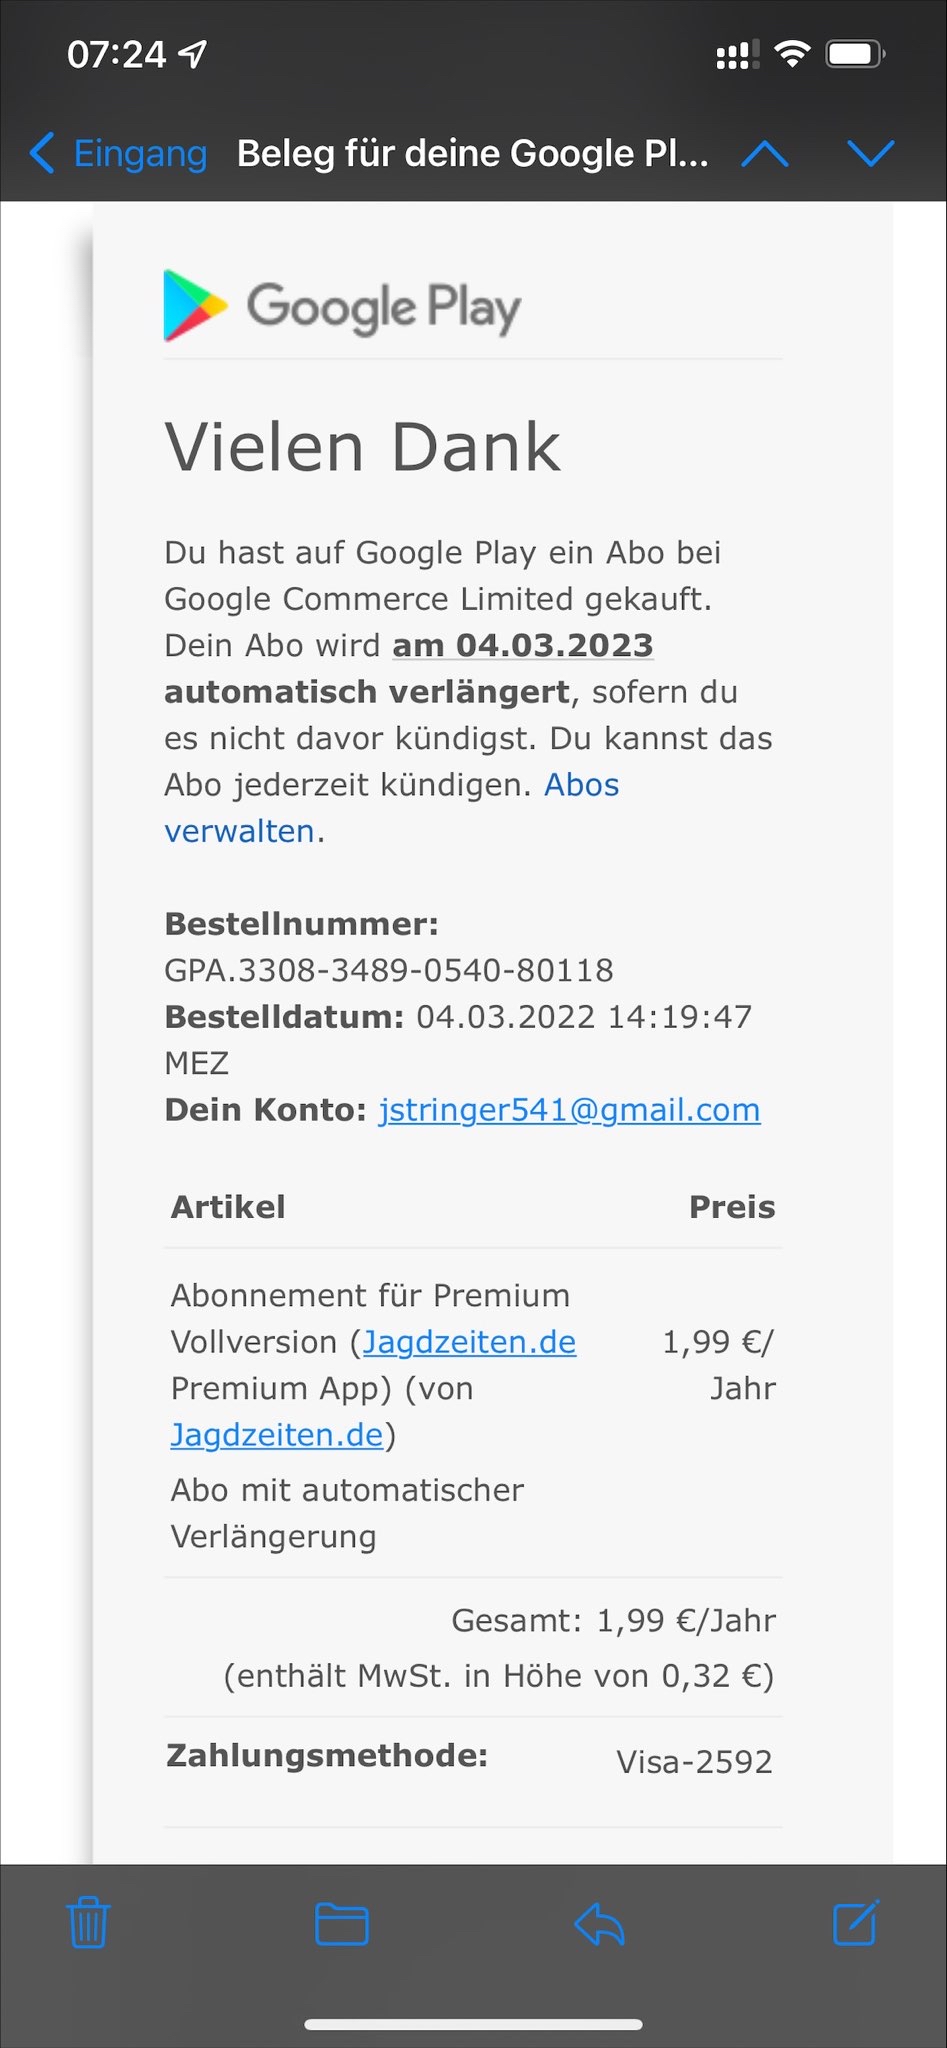 07:24
Eingang Beleg für deine Google Pl...
Google Play
Vielen Dank
Du hast auf Google Play ein Abo bei
Google Commerce Limited gekauft.
Dein Abo wird am 04.03.2023
automatisch verlängert, sofern du
es nicht davor kündigst. Du kannst das
Abo jederzeit kündigen. Abos
verwalten.
Bestellnummer:
GPA.3308-3489-0540-80118
Bestelldatum: 04.03.2022 14:19:47
MEZ
Dein Konto: jstringer541@gmail.com
Artikel Preis
Abonnement für Premium
Vollversion (Jagdzeiten.de 1,99 €/
Premium App) (von Jahr
Jagdzeiten.de)
Abo mit automatischer
Verlängerung
Gesamt: 1,99 €/Jahr
(enthält MwSt. in Höhe von 0,32 €)
Zahlungsmethode: Visa-2592